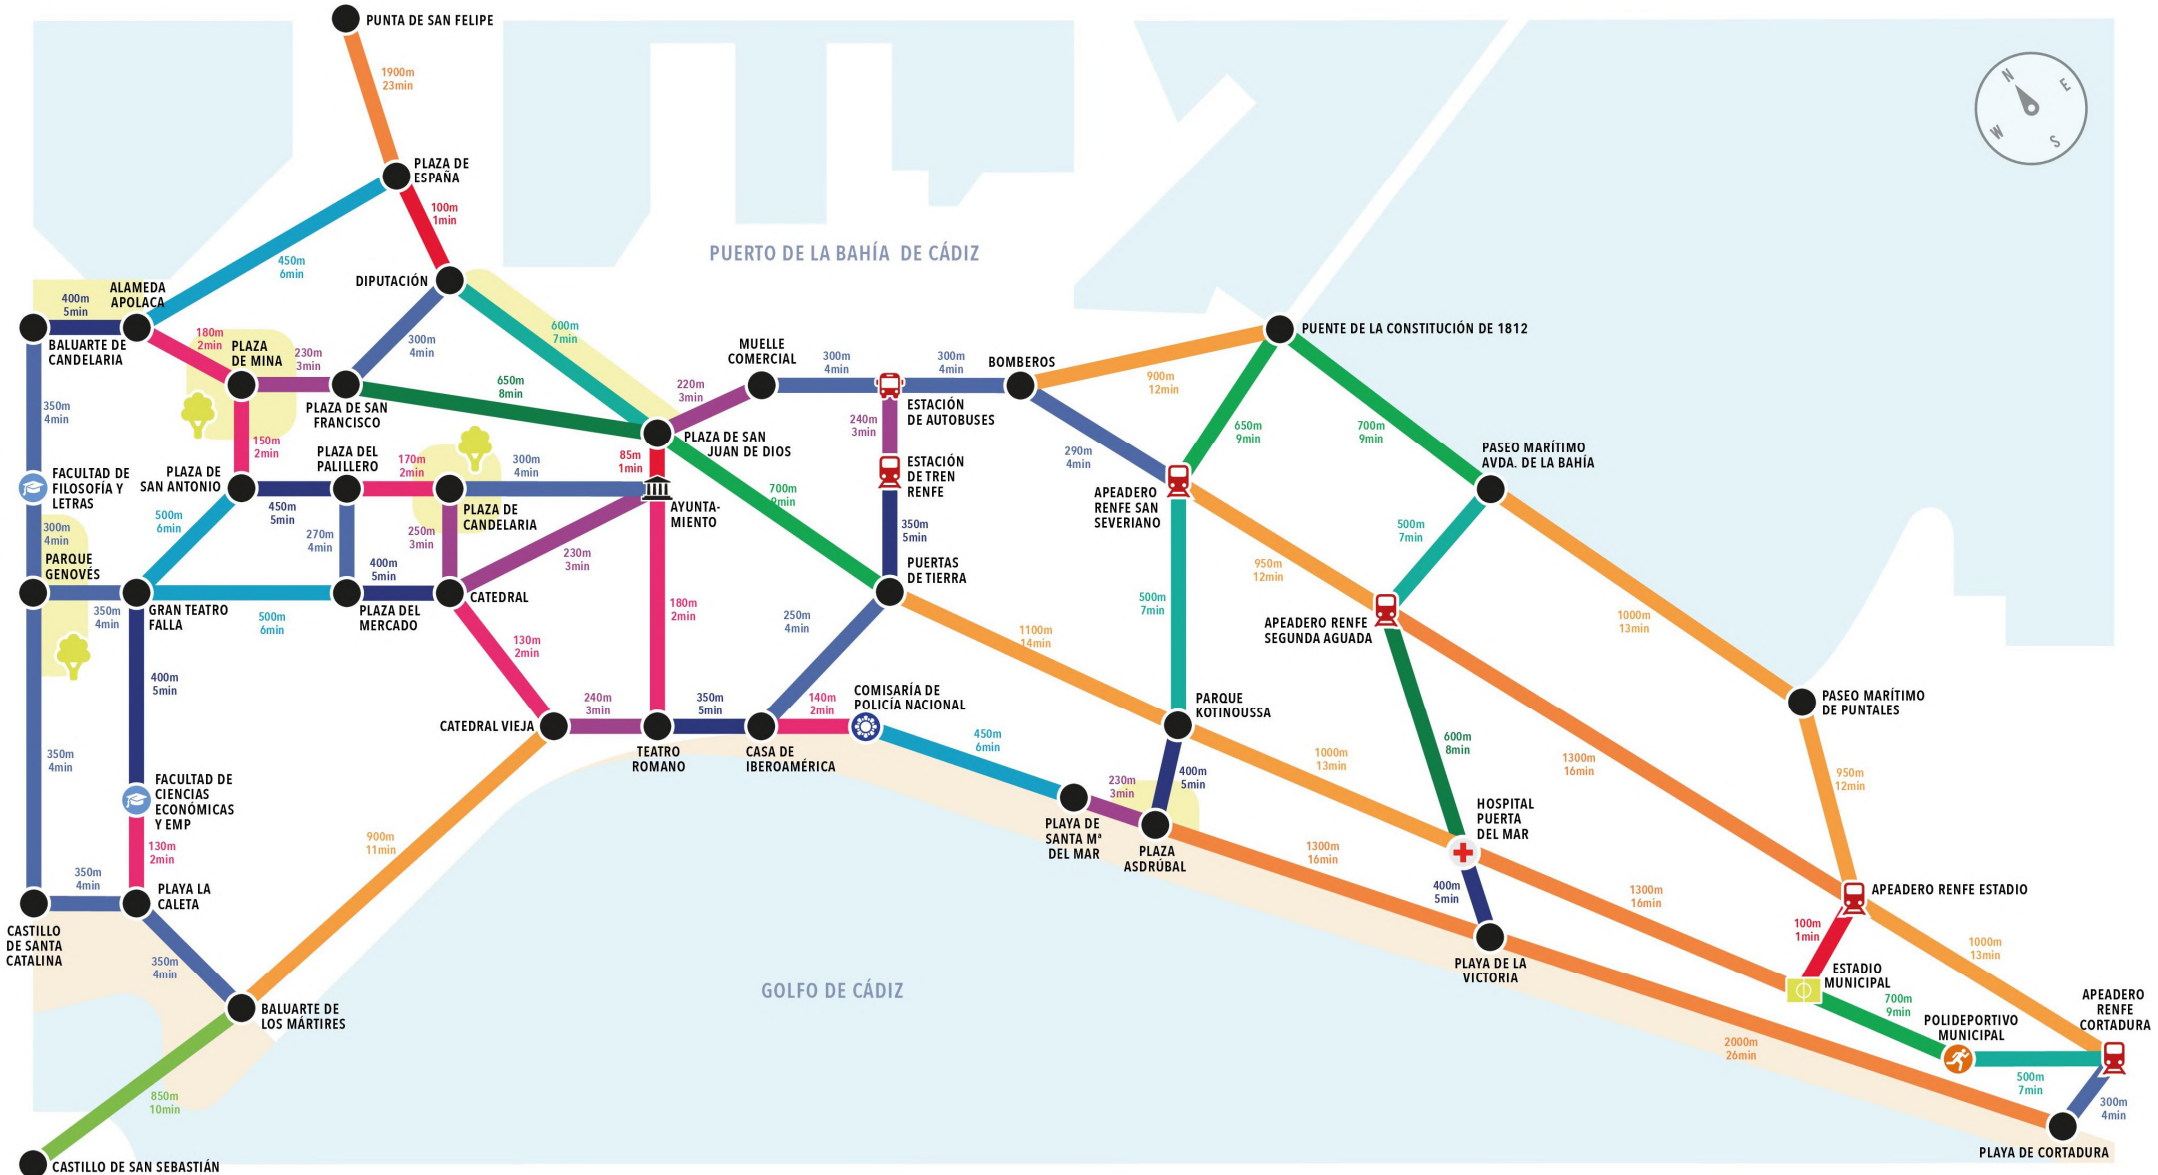 PUNTA DE SAN FELIPE
1900m
23min
N
E
W
S
PLAZA DE
ESPAÑA
100m
1min
PUERTO DE LA BAHÍA DE CÁDIZ
450m
6min
DIPUTACIÓN
ALAMEDA
APOLACA
400m
5min
BALUARTE DE
CANDELARIA
180m
2min
PLAZA
DE MINA
230m
3min
300m
4min
600m
7min
PLAZA DE SAN
FRANCISCO
650m
8min
MUELLE
COMERCIAL
220m
3min
300m
4min
300m
4min
BOMBEROS
ESTACIÓN
DE AUTOBUSES
900m
12min
PUENTE DE LA CONSTITUCIÓN DE 1812
350m
4min
150m
2min
PLAZA DE SAN
JUAN DE DIOS
85m
1min
240m
3min
290m
4min
650m
9min
700m
9min
PASEO MARÍTIMO
AVDA. DE LA BAHÍA
FACULTAD DE
FILOSOFÍA Y
LETRAS
PLAZA DE
SAN ANTONIO
PLAZA DEL
PALILLERO
170m
2min
300m
4min
PLAZA DE
CANDELARIA
AYUNTA-
MIENTO
ESTACIÓN
DE TREN
RENFE
APEADERO
RENFE SAN
SEVERIANO
700m
9min
300m
4min
500m
6min
450m
5min
270m
4min
250m
3min
230m
3min
350m
5min
500m
7min
950m
12min
PARQUE
GENOVÉS
400m
5min
PUERTAS
DE TIERRA
350m
4min
GRAN TEATRO
FALLA
500m
6min
PLAZA DEL
MERCADO
CATEDRAL
180m
2min
250m
4min
1100m
14min
500m
7min
APEADERO RENFE
SEGUNDA AGUADA
1000m
13min
130m
2min
400m
5min
CATEDRAL VIEJA
240m
3min
350m
5min
140m
2min
COMISARÍA DE
POLICÍA NACIONAL
PARQUE
KOTINOUSSA
PASEO MARÍTIMO
DE PUNTALES
TEATRO
ROMANO
CASA DE
IBEROAMÉRICA
450m
6min
350m
4min
FACULTAD DE
CIENCIAS
ECONÓMICAS
Y EMP
230m
3min
400m
5min
1000m
13min
600m
8min
1300m
16min
950m
12min
PLAYA DE
SANTA Mª
DEL MAR
PLAZA
ASDRÚBAL
HOSPITAL
PUERTA
DEL MAR
900m
11min
130m
2min
1300m
16min
350m
4min
PLAYA LA
CALETA
400m
5min
1300m
16min
APEADERO RENFE ESTADIO
CASTILLO
DE SANTA
CATALINA
350m
4min
PLAYA DE LA
VICTORIA
100m
1min
1000m
13min
GOLFO DE CÁDIZ
ESTADIO
MUNICIPAL
BALUARTE DE
LOS MÁRTIRES
700m
9min
POLIDEPORTIVO
MUNICIPAL
APEADERO
RENFE
CORTADURA
2000m
26min
500m
7min
300m
4min
850m
10min
PLAYA DE CORTADURA
CASTILLO DE SAN SEBASTIÁN